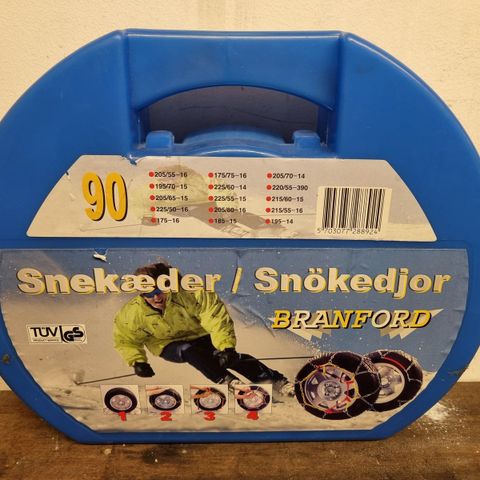 90
205/55-16 175/75-16 205/70-14
195/70-15 225/60-14 220/55-390
205/65-15 225/55-15 215/60-15
225/50-16 205/60-16 215/55-16
175-16 185-15 195-14
5703077288924
Snekæder / Snökedjor
BRANFORD
TÜV GS
1 2 3 4